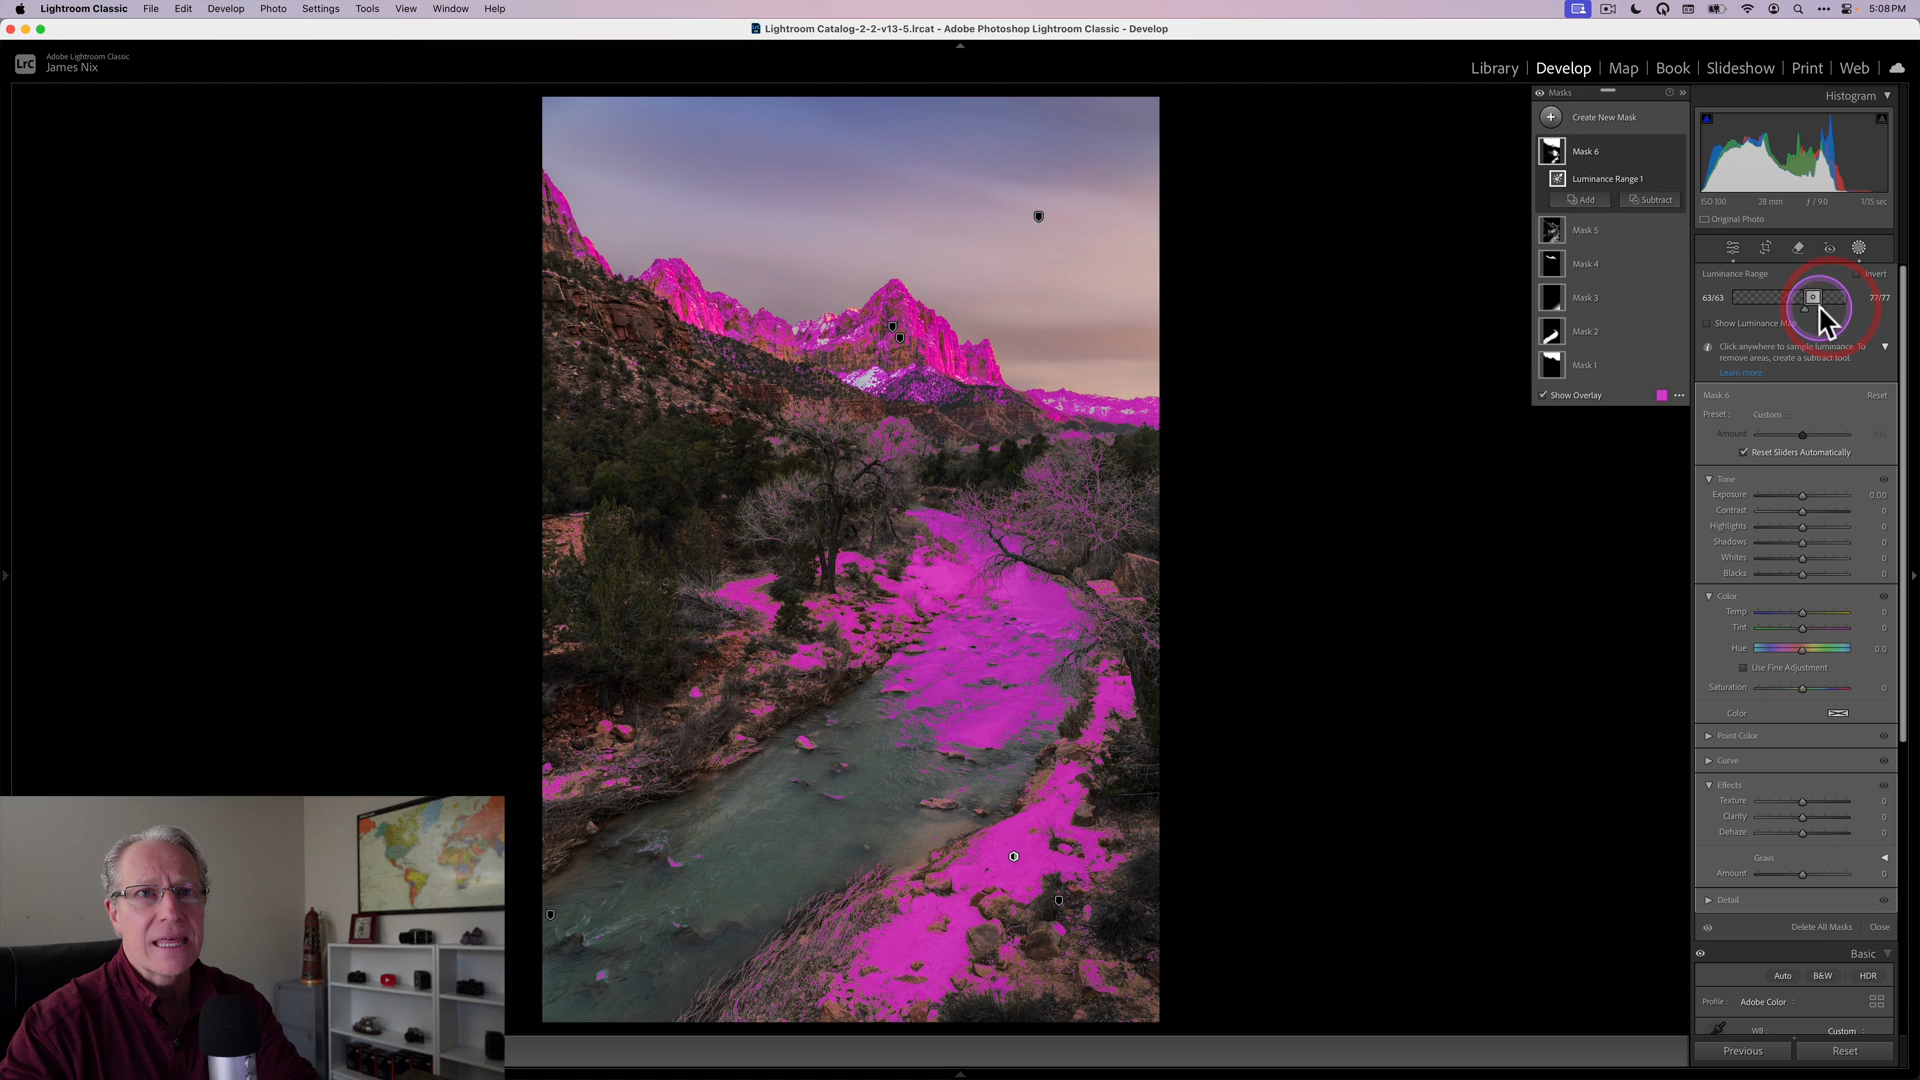 Lightroom Classic File Edit Develop Photo Settings Tools View Window Help 5:08 PM
Lightroom Catalog-2-2-v13-5.lrcat - Adobe Photoshop Lightroom Classic - Develop
LrC
Adobe Lightroom Classic
James Nix
Library | Develop | Map | Book | Slideshow | Print | Web
Masks
Create New Mask
Mask 6
Luminance Range 1
Add Subtract
Mask 5
Mask 4
Mask 3
Mask 2
Mask 1
Show Overlay
Histogram
ISO 100 28 mm ƒ / 9.0 1/15 sec
Original Photo
Luminance Range Invert
63/63 77/77
Show Luminance Map
Click anywhere to sample luminance. To
remove areas, create a subtract tool.
Learn more
Mask 6 Reset
Preset : Custom
Amount 100
Reset Sliders Automatically
Tone
Exposure 0.00
Contrast 0
Highlights 0
Shadows 0
Whites 0
Blacks 0
Color
Temp 0
Tint 0
Hue 0.0
Use Fine Adjustment
Saturation 0
Color
Point Color
Curve
Effects
Texture 0
Clarity 0
Dehaze 0
Grain
Amount 0
Detail
Delete All Masks Close
Basic
Auto B&W HDR
Profile : Adobe Color
WB : Custom
Previous Reset